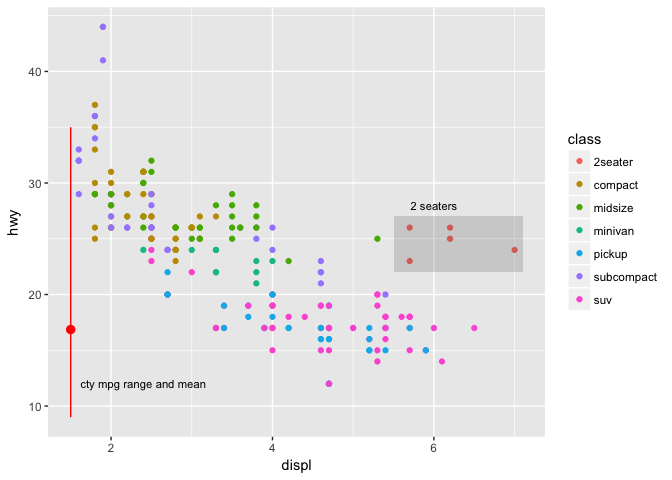 hwy
40
30
20
10
2 seaters
cty mpg range and mean
2
4
6
displ
class
2seater
compact
midsize
minivan
pickup
subcompact
suv